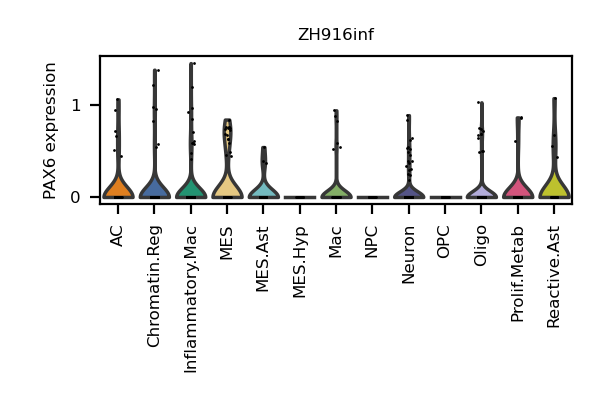 ZH916inf
PAX6 expression
1
0
AC
Chromatin.Reg
Inflammatory.Mac
MES
MES.Ast
MES.Hyp
Mac
NPC
Neuron
OPC
Oligo
Prolif.Metab
Reactive.Ast